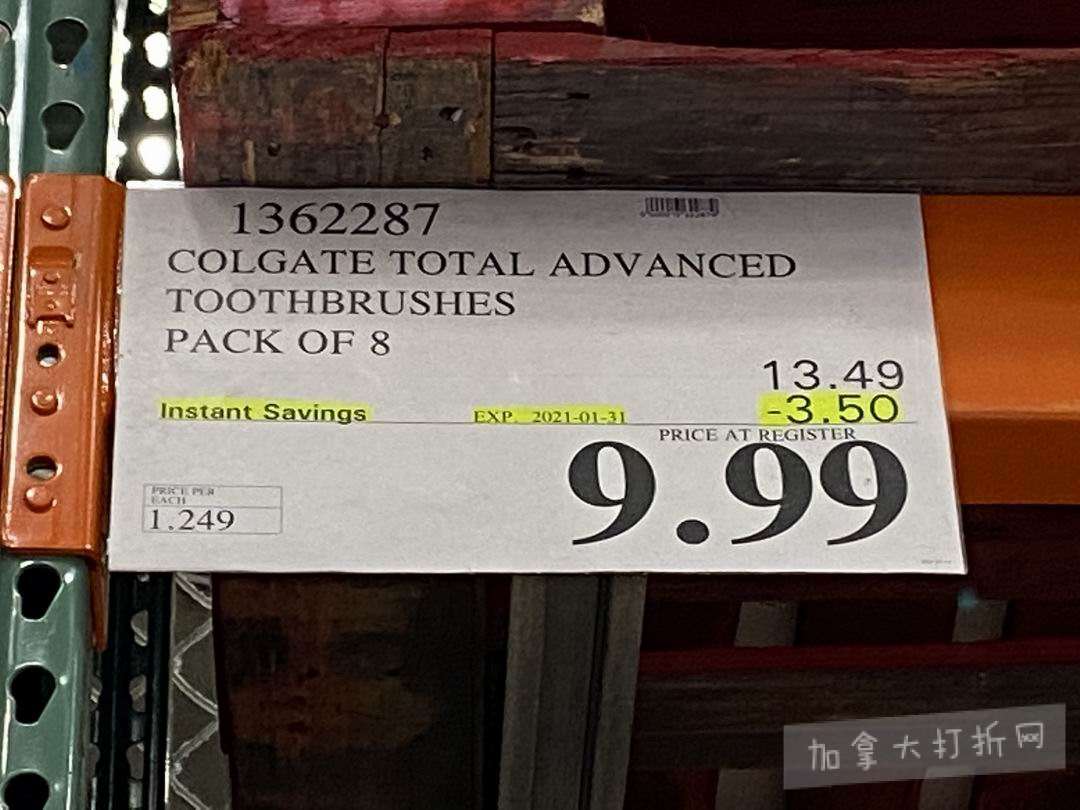 1362287
COLGATE TOTAL ADVANCED
TOOTHBRUSHES
PACK OF 8
13.49
Instant Savings EXP. 2021-01-31 -3.50
PRICE AT REGISTER
9.99
PRICE PER
EACH
1.249
加拿大打折网